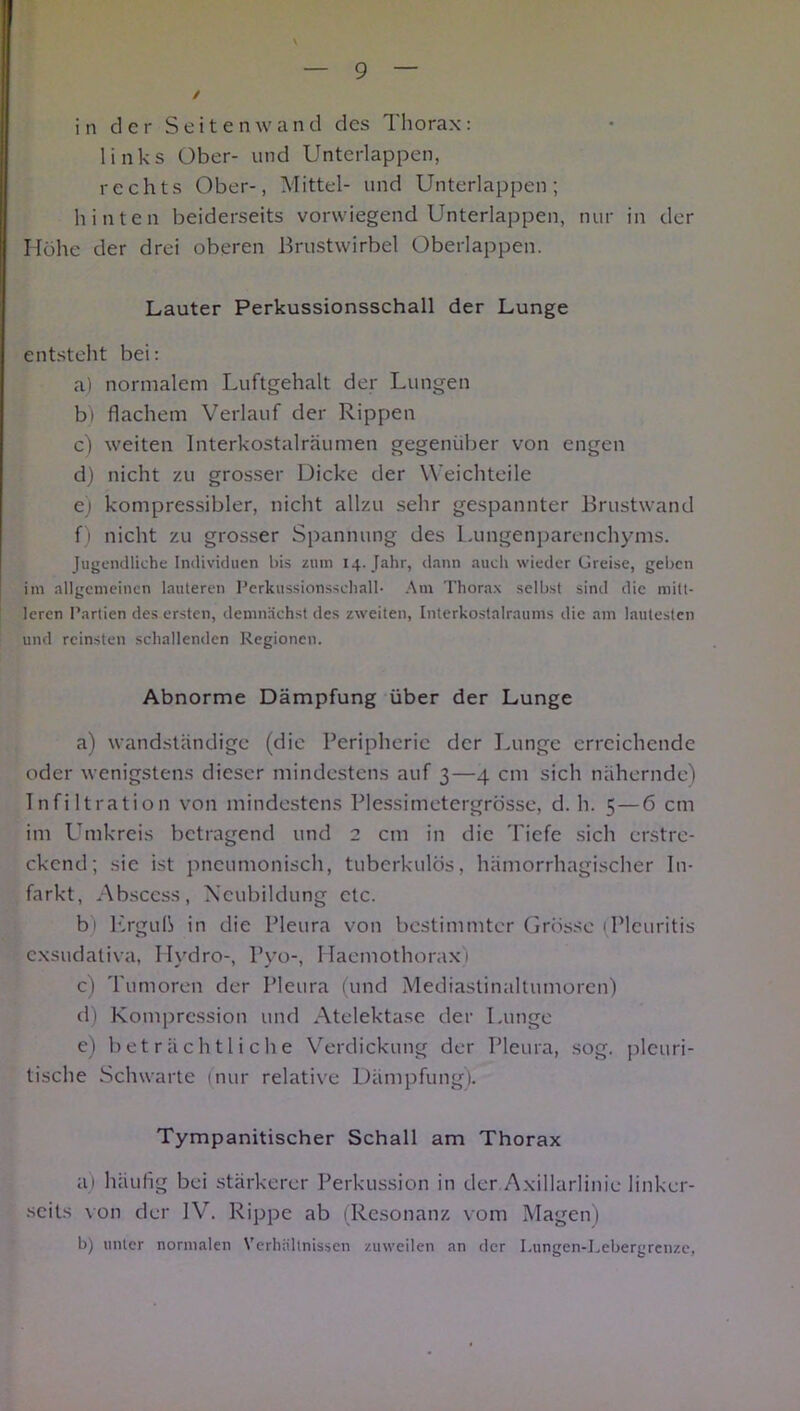 — 9 —
in der Seitenwand des Thorax:
links Ober- und Unterlappen,
rechts Ober-, Mittel- und Unterlappen;
hinten beiderseits vorwiegend Unterlappen, nur in der
Höhe der drei oberen Brustwirbel Oberlappen.
Lauter Perkussionsschall der Lunge
entsteht bei:
a) normalem Luftgehalt der Lungen
b) flachem Verlauf der Rippen
c) weiten Interkostalräumen gegenüber von engen
d) nicht zu grosser Dicke der Weichteile
e) kompressibler, nicht allzu sehr gespannter Brustwand
f) nicht zu grosser Spannung des Lungenparenchyms.
Jugendliche Individuen bis zum 14. Jahr, dann auch wieder Greise, geben
im allgemeinen lauteren Perkussionsschall. Am Thorax selbst sind die mitt-
leren Partien des ersten, demnächst des zweiten, Interkostalraums die am lautesten
und reinsten schallenden Regionen.
Abnorme Dämpfung über der Lunge
a) wandständige (die Peripherie der Lunge erreichende
oder wenigstens dieser mindestens auf 3—4 cm sich nähernde)
Infiltration von mindestens Plessimetergrösse, d. h. 5—6 cm
im Umkreis betragend und 2 cm in die Tiefe sich erstre-
ckend; sie ist pneumonisch, tuberkulös, hämorrhagischer In-
farkt, Abscess, Neubildung etc.
b) Erguß in die Pleura von bestimmter Grösse (Pleuritis
exsudativa, Hydro-, Pyo-, Haemothorax)
c) Tumoren der Pleura (und Mediastinaltumoren)
d) Kompression und Atelektase der Lunge
e) beträchtliche Verdickung der Pleura, sog. pleuri-
tische Schwarte (nur relative Dämpfung).
Tympanitischer Schall am Thorax
a) häufig bei stärkerer Perkussion in der Axillarlinie linker-
seits von der IV. Rippe ab (Resonanz vom Magen)
b) unter normalen Verhältnissen zuweilen an der Lungen-Lebergrenze,